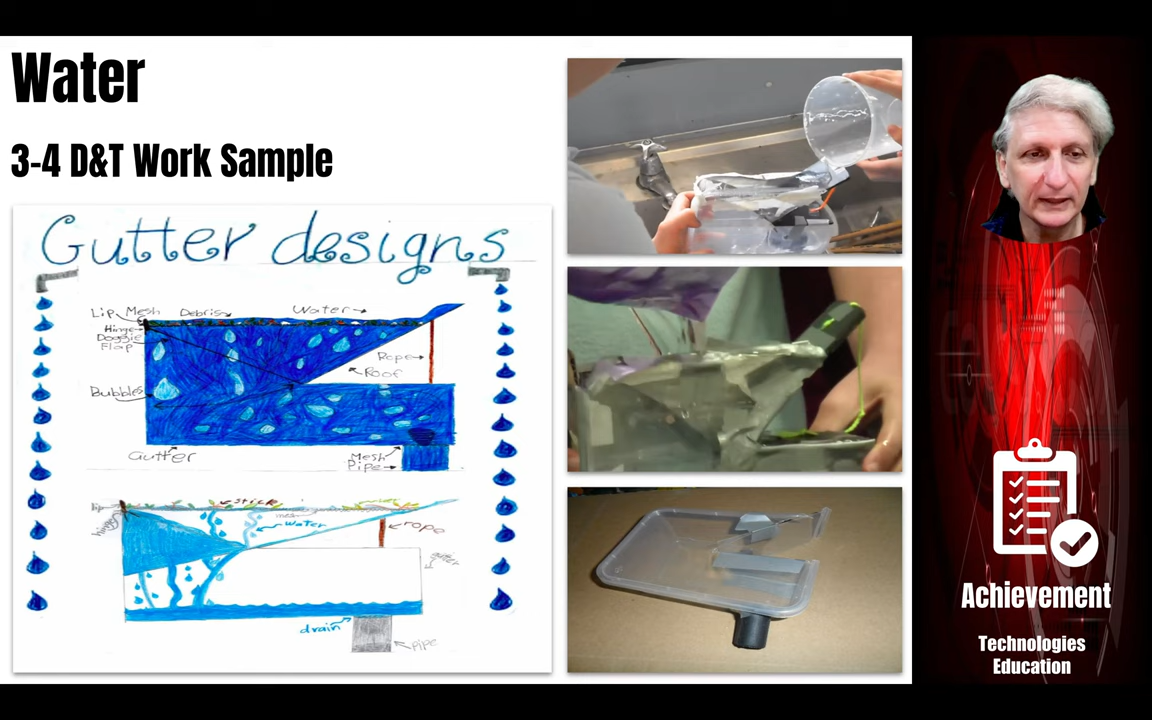 Water
3-4 D&T Work Sample
Gutter designs
Lip Mesh Debris Water
Hinge
Doggie
Flap
Rope
Roof
Bubbles
Gutter
Mesh
Pipe
stick
hinge
water
rope
drain
pipe
Achievement
Technologies
Education